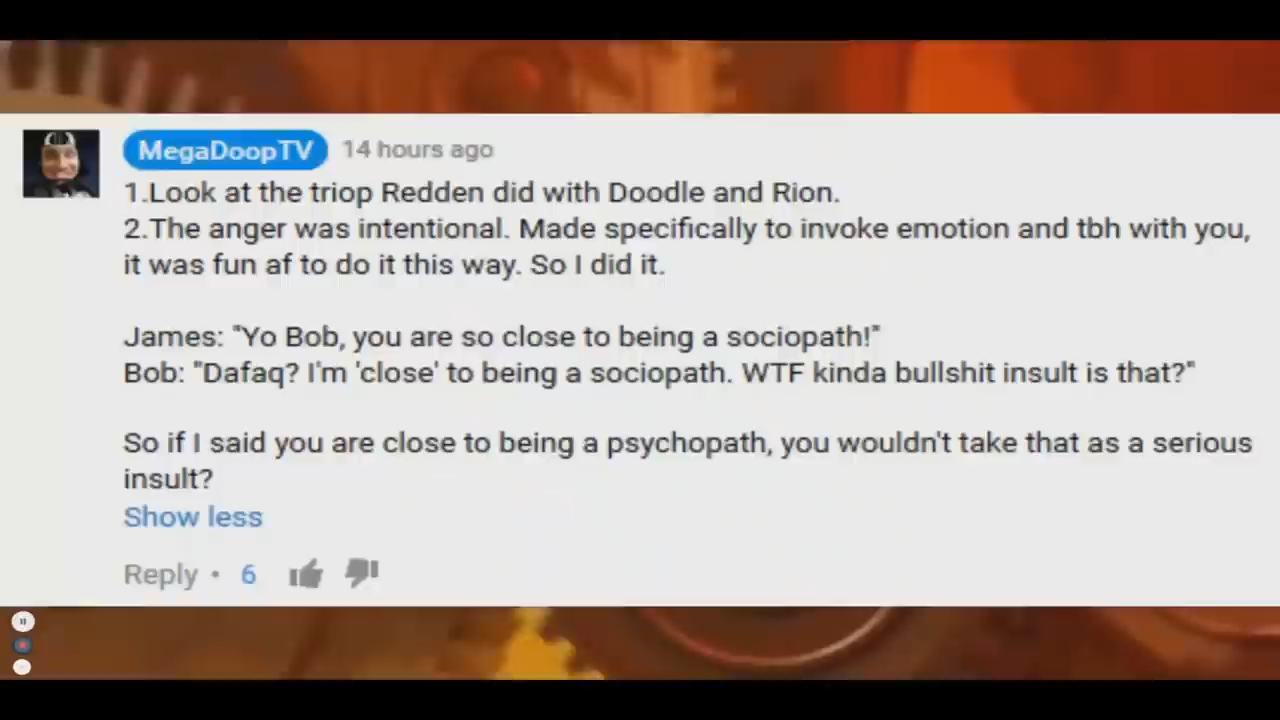 MegaDoopTV 14 hours ago
1.Look at the triop Redden did with Doodle and Rion.
2.The anger was intentional. Made specifically to invoke emotion and tbh with you,
it was fun af to do it this way. So I did it.
James: "Yo Bob, you are so close to being a sociopath!"
Bob: "Dafaq? I'm 'close' to being a sociopath. WTF kinda bullshit insult is that?"
So if I said you are close to being a psychopath, you wouldn't take that as a serious
insult?
Show less
Reply • 6